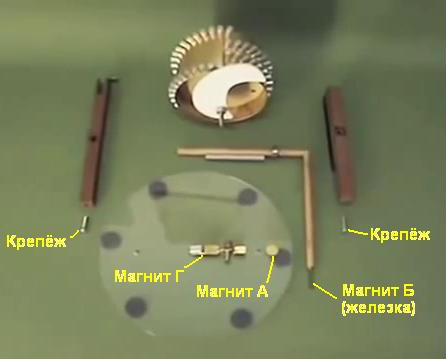 Крепёж
Крепёж
Магнит Г
Магнит А
Магнит Б
(железка)